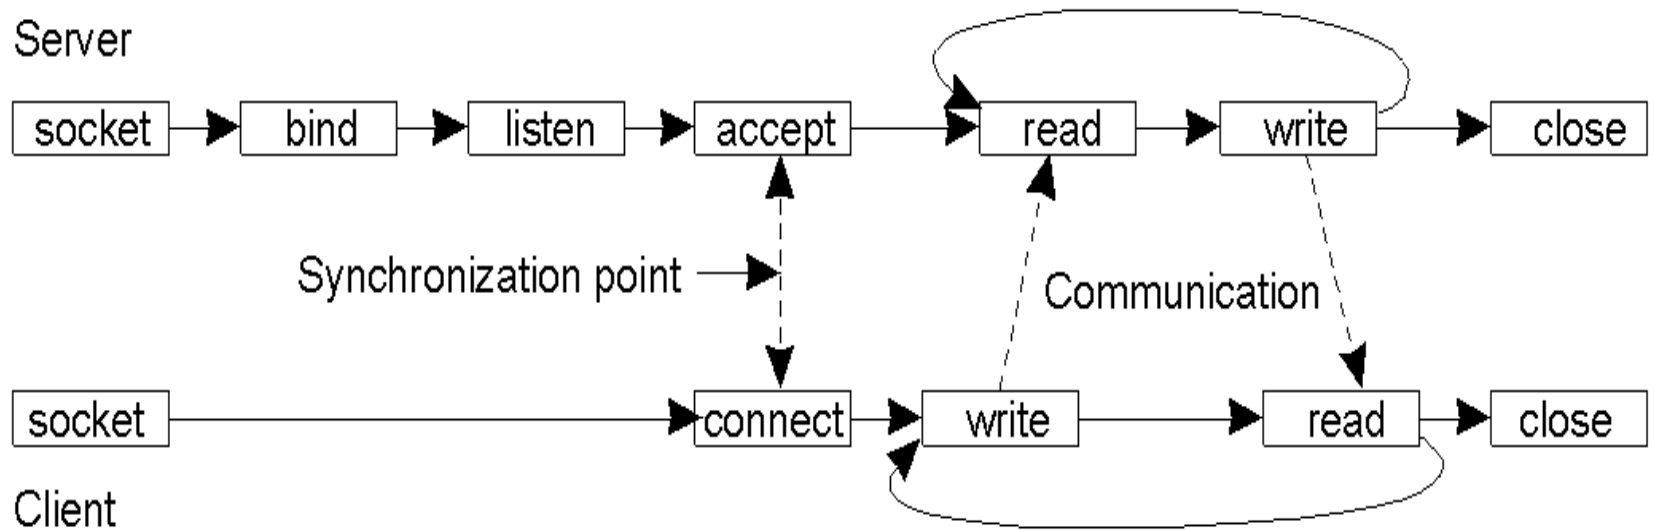 Server
socket bind listen accept read write close
Synchronization point
Communication
socket connect write read close
Client